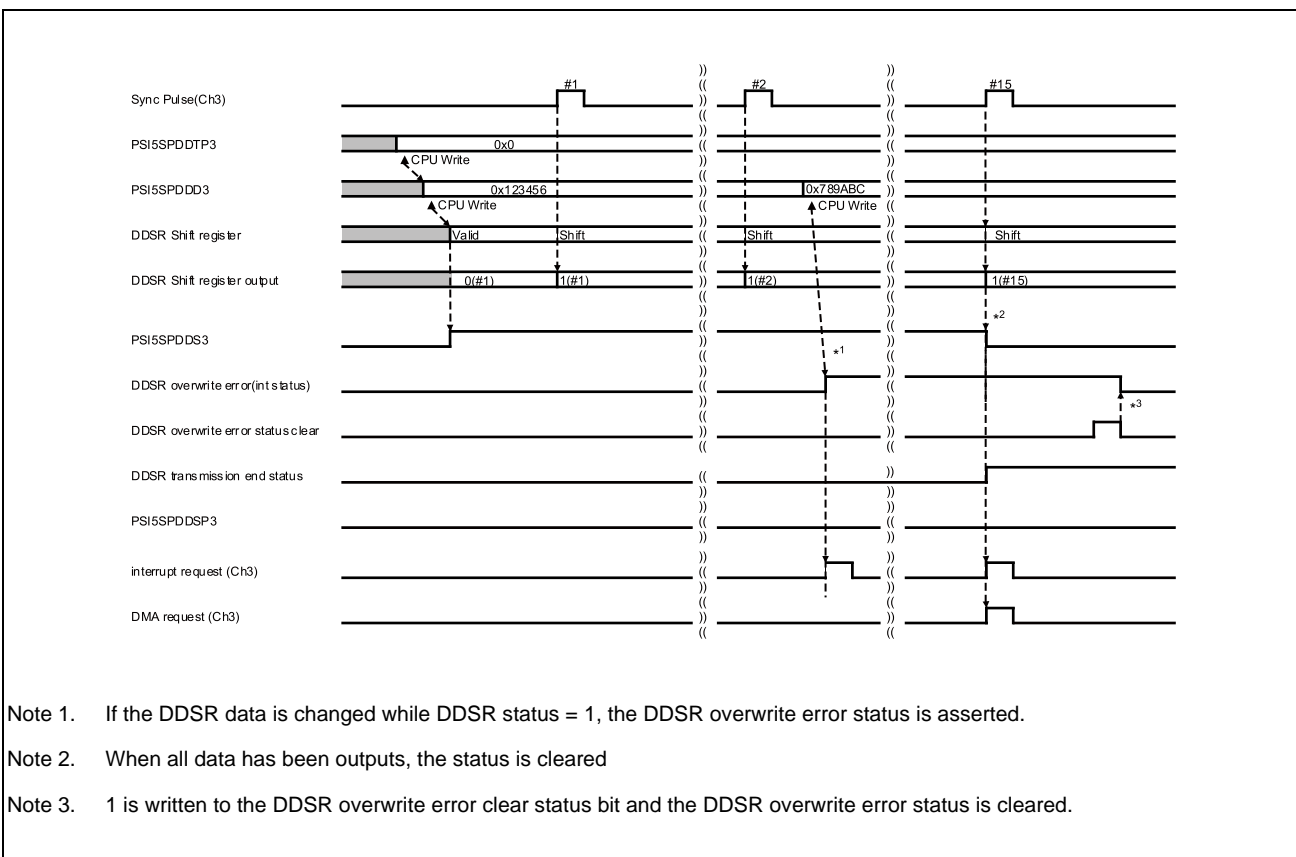 #1 #2 #15
Sync Pulse(Ch3)
PSI5SPDDTP3 0x0
CPU Write
PSI5SPDDD3 0x123456 0x789ABC
CPU Write CPU Write
DDSR Shift register Valid Shift Shift Shift
DDSR Shift register output 0(#1) 1(#1) 1(#2) 1(#15)
*2
PSI5SPDDS3
*1
DDSR overwrite error(int status)
*3
DDSR overwrite error status clear
DDSR transmission end status
PSI5SPDDSP3
interrupt request (Ch3)
DMA request (Ch3)
Note 1. If the DDSR data is changed while DDSR status = 1, the DDSR overwrite error status is asserted.
Note 2. When all data has been outputs, the status is cleared
Note 3. 1 is written to the DDSR overwrite error clear status bit and the DDSR overwrite error status is cleared.